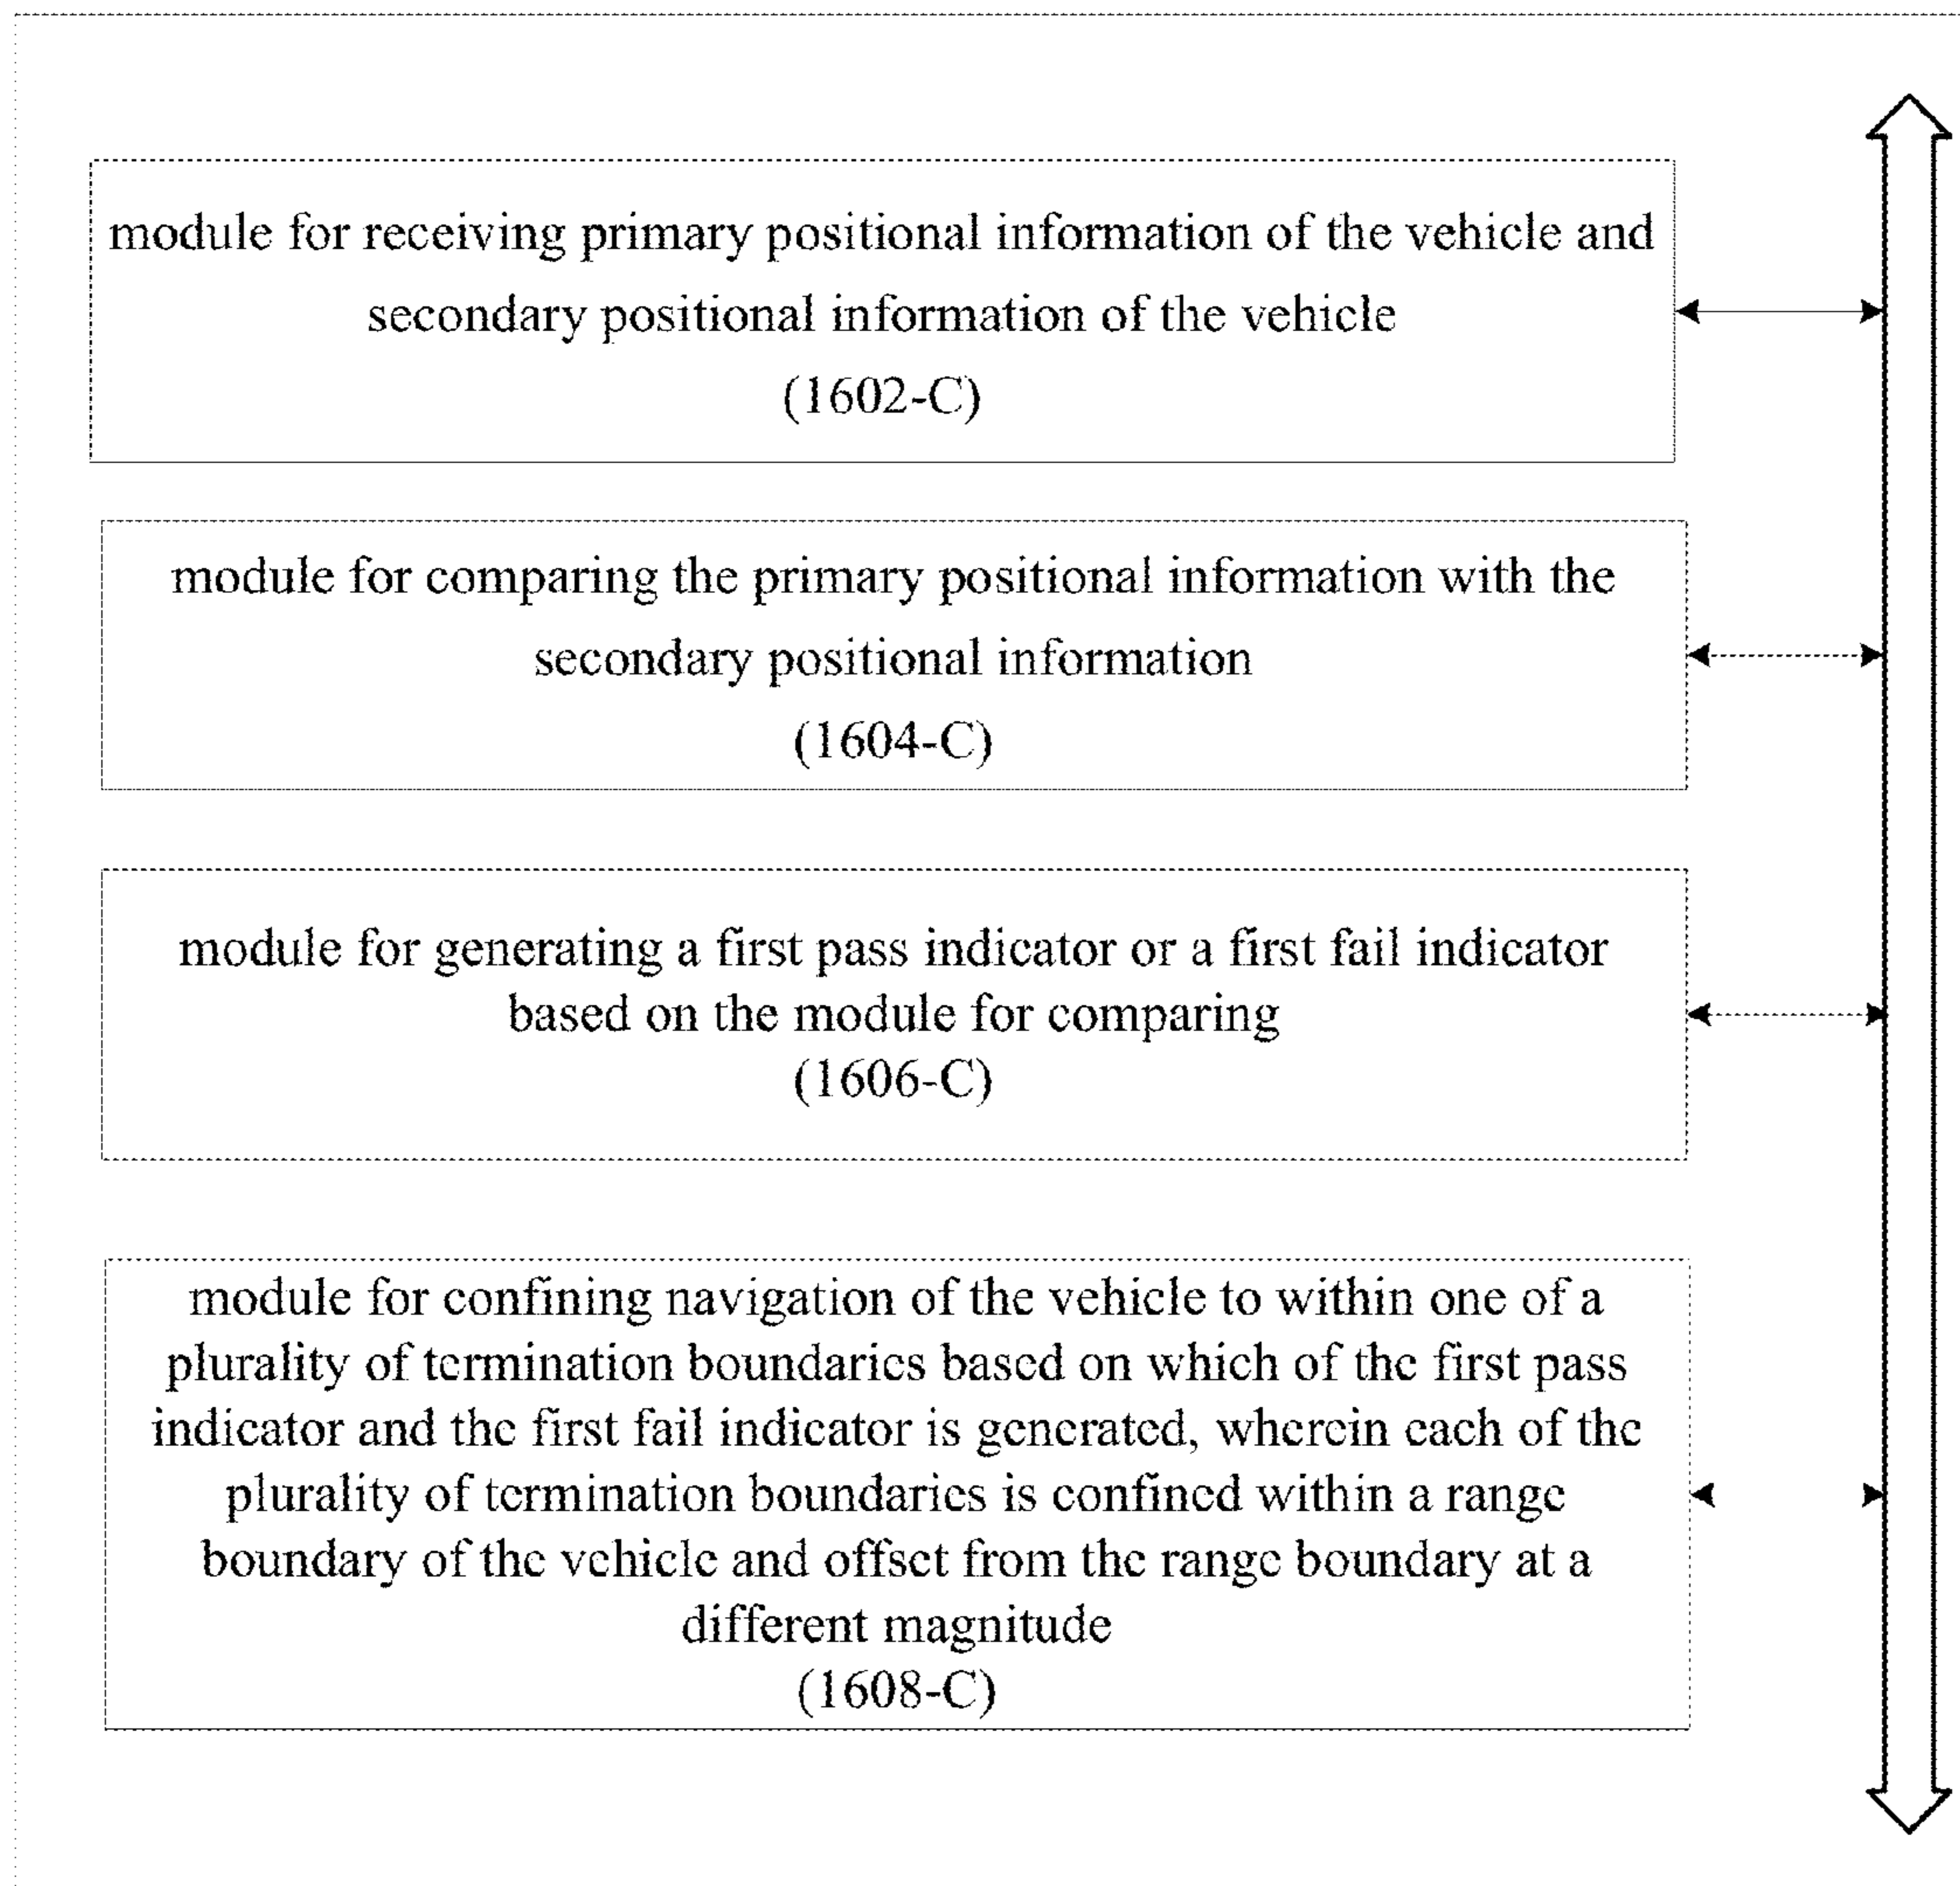 module for receiving primary positional information of the vehicle and
secondary positional information of the vehicle
(1602-C)
module for comparing the primary positional information with the
secondary positional information
(1604-C)
module for generating a first pass indicator or a first fail indicator
based on the module for comparing
(1606-C)
module for confining navigation of the vehicle to within one of a
plurality of termination boundaries based on which of the first pass
indicator and the first fail indicator is generated, wherein each of the
plurality of termination boundaries is confined within a range
boundary of the vehicle and offset from the range boundary at a
different magnitude
(1608-C)